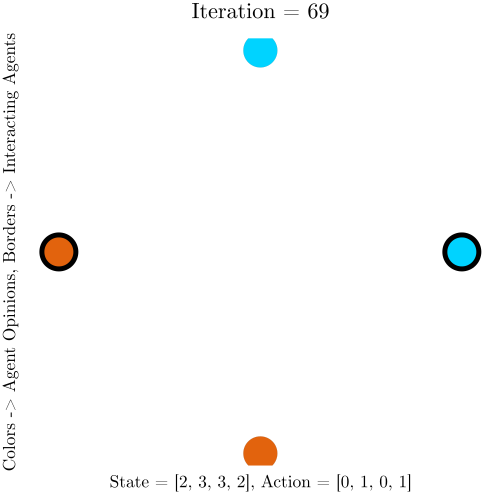 Iteration = 69
Colors -> Agent Opinions, Borders -> Interacting Agents
State = [2, 3, 3, 2], Action = [0, 1, 0, 1]